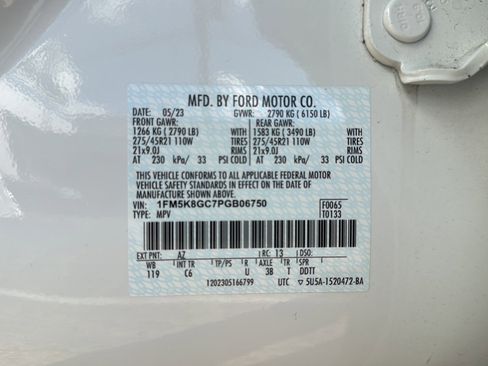 MFD. BY FORD MOTOR CO.
DATE: 05/23 GVWR: 2790 KG ( 6150 LB)
FRONT GAWR: REAR GAWR:
1266 KG ( 2790 LB) WITH 1583 KG ( 3490 LB) WITH
275/45R21 110W TIRES 275/45R21 110W TIRES
21x9.0J RIMS 21x9.0J RIMS
AT 230 kPa/ 33 PSI COLD AT 230 kPa/ 33 PSI COLD
THIS VEHICLE CONFORMS TO ALL APPLICABLE FEDERAL MOTOR
VEHICLE SAFETY AND BUMPER STANDARDS IN EFFECT ON THE DATE OF
MANUFACTURE SHOWN ABOVE.
VIN: 1FM5K8GC7PGB06750 F0065
TYPE: MPV T0133
EXT PNT: AZ RC: 13 DSO:
WB INT TR TP/PS R AXLE TR SPR
119 C6 U 3B T DDTT
1202305166799 UTC ▽ 5U5A-1520472-BA